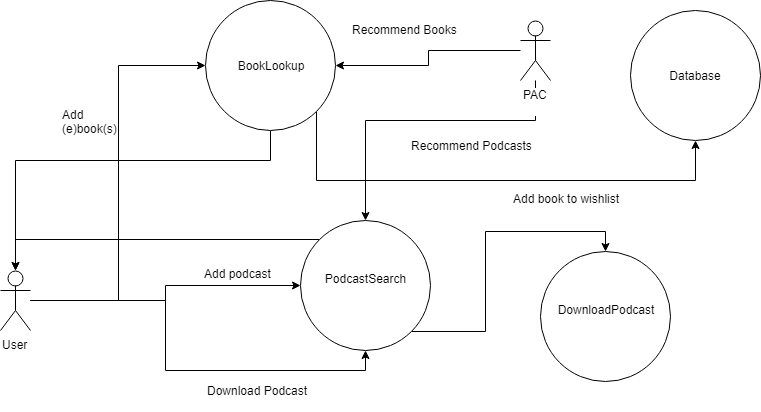 Recommend Books
BookLookup
Database
PAC
Add
(e)book(s)
Recommend Podcasts
Add book to wishlist
Add podcast
PodcastSearch
DownloadPodcast
User
Download Podcast